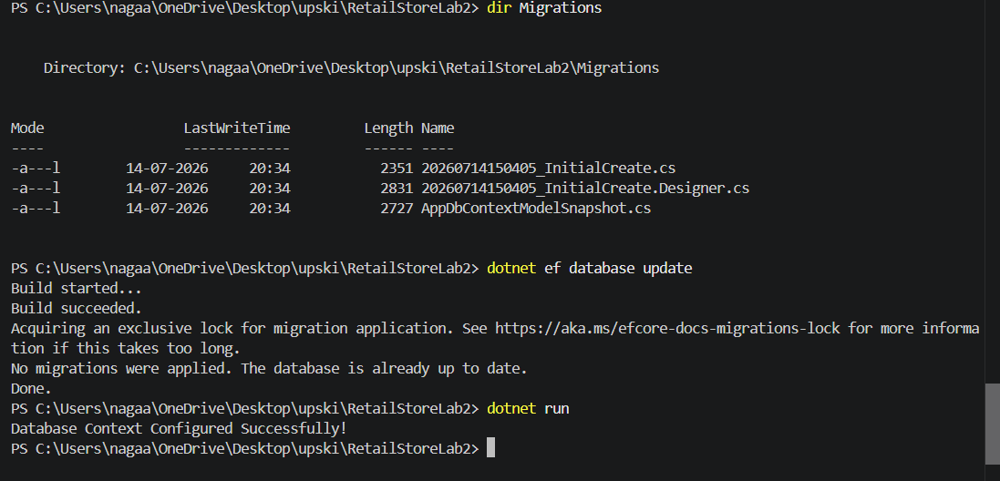 PS C:\Users\nagaa\OneDrive\Desktop\upski\RetailStoreLab2> dir Migrations
    Directory: C:\Users\nagaa\OneDrive\Desktop\upski\RetailStoreLab2\Migrations
Mode                 LastWriteTime         Length Name
----                 -------------         ------ ----
-a---l        14-07-2026     20:34           2351 20260714150405_InitialCreate.cs
-a---l        14-07-2026     20:34           2831 20260714150405_InitialCreate.Designer.cs
-a---l        14-07-2026     20:34           2727 AppDbContextModelSnapshot.cs
PS C:\Users\nagaa\OneDrive\Desktop\upski\RetailStoreLab2> dotnet ef database update
Build started...
Build succeeded.
Acquiring an exclusive lock for migration application. See https://aka.ms/efcore-docs-migrations-lock for more informa
tion if this takes too long.
No migrations were applied. The database is already up to date.
Done.
PS C:\Users\nagaa\OneDrive\Desktop\upski\RetailStoreLab2> dotnet run
Database Context Configured Successfully!
PS C:\Users\nagaa\OneDrive\Desktop\upski\RetailStoreLab2>